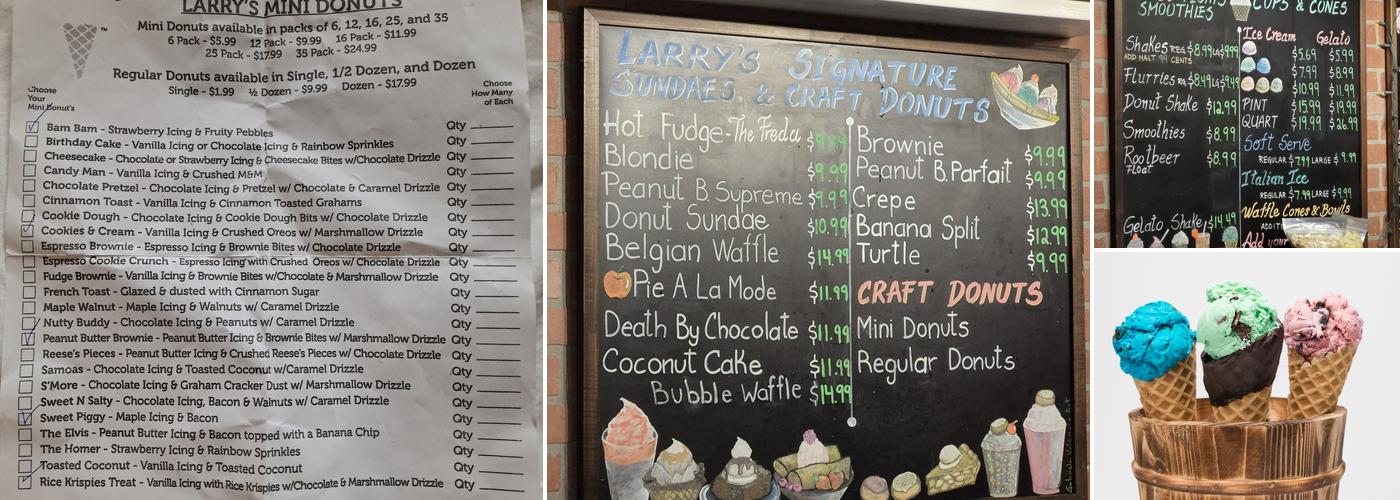 LARRY'S MINI DONUTS
Mini Donuts available in packs of 6, 12, 16, 25, and 35
6 Pack - $5.99 12 Pack - $9.99 16 Pack - $11.99
25 Pack - $17.99 35 Pack - $24.99
Regular Donuts available in Single, 1/2 Dozen, and Dozen
Single - $1.99 ½ Dozen - $9.99 Dozen - $17.99
TM
Choose
Your
Mini Donut's
Choose
How Many
of Each
Bam Bam - Strawberry Icing & Fruity Pebbles Qty
Birthday Cake - Vanilla Icing or Chocolate Icing & Rainbow Sprinkles Qty
Cheesecake - Chocolate or Strawberry Icing & Cheesecake Bites w/Chocolate Drizzle Qty
Candy Man - Vanilla Icing & Crushed M&M Qty
Chocolate Pretzel - Chocolate Icing & Pretzel w/ Chocolate & Caramel Drizzle Qty
Cinnamon Toast - Vanilla Icing & Cinnamon Toasted Grahams Qty
Cookie Dough - Chocolate Icing & Cookie Dough Bits w/ Chocolate Drizzle Qty
Cookies & Cream - Vanilla Icing & Crushed Oreos w/ Chocolate Drizzle Qty
Espresso Brownie - Espresso Icing & Brownie Bites w/ Chocolate Drizzle Qty
Espresso Cookie Crunch - Espresso Icing with Crushed Oreos w/ Chocolate Drizzle Qty
Fudge Brownie - Vanilla Icing & Brownie Bites w/Chocolate & Marshmallow Drizzle Qty
French Toast - Glazed & dusted with Cinnamon Sugar Qty
Maple Walnut - Maple Icing & Walnuts w/ Caramel Drizzle Qty
Nutty Buddy - Chocolate Icing & Peanuts w/ Caramel Drizzle Qty
Peanut Butter Brownie - Peanut Butter Icing & Brownie Bites w/ Marshmallow Drizzle Qty
Reese's Pieces - Peanut Butter Icing & Crushed Reese's Pieces w/ Chocolate Drizzle Qty
Samoas - Chocolate Icing & Toasted Coconut w/Caramel Drizzle Qty
S'More - Chocolate Icing & Graham Cracker Dust w/ Marshmallow Drizzle Qty
Sweet N Salty - Chocolate Icing, Bacon & Walnuts w/ Caramel Drizzle Qty
Sweet Piggy - Maple Icing & Bacon Qty
The Elvis - Peanut Butter Icing & Bacon topped with a Banana Chip Qty
The Homer - Strawberry Icing & Rainbow Sprinkles Qty
Toasted Coconut - Vanilla Icing & Toasted Coconut Qty
Rice Krispies Treat - Vanilla Icing with Rice Krispies w/Chocolate & Marshmallow Drizzle Qty
LARRY'S SIGNATURE
SUNDAES & CRAFT DONUTS
Hot Fudge-The Freda $9.99
Blondie $9.99
Peanut B. Supreme $9.99
Donut Sundae $10.99
Belgian Waffle $14.99
Pie A La Mode $11.99
Death By Chocolate $11.99
Coconut Cake $11.99
Bubble Waffle $14.99
Brownie $9.99
Peanut B.Parfait $9.99
Crepe $13.99
Banana Split $12.99
Turtle $9.99
CRAFT DONUTS
Mini Donuts
Regular Donuts
SMOOTHIES
Shakes REG $8.99 LG $9.99
ADD HALT 99 CENTS
Flurries RG $8.49 LG $9.49
Donut Shake $12.99
Smoothies $8.99
Rootbeer $8.99
Float
Gelato Shake $14.49
CUPS & CONES
Ice Cream Gelato
$5.69 $5.99
$7.99 $8.99
$10.99 $11.99
PINT $15.99 $19.99
QUART $19.99 $26.99
Soft Serve
REGULAR $7.99 LARGE $9.99
Italian Ice
REGULAR $7.99 LARGE $9.99
Waffle Cones & Bowls
ADDIT
Add your